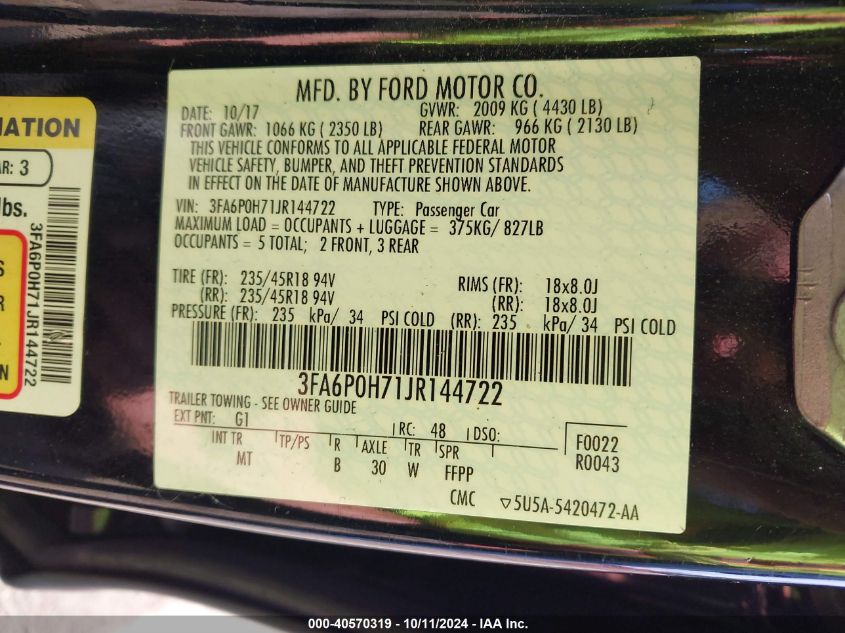 MFD. BY FORD MOTOR CO.
DATE: 10/17 GVWR: 2009 KG ( 4430 LB)
FRONT GAWR: 1066 KG ( 2350 LB) REAR GAWR: 966 KG ( 2130 LB)
THIS VEHICLE CONFORMS TO ALL APPLICABLE FEDERAL MOTOR
VEHICLE SAFETY, BUMPER, AND THEFT PREVENTION STANDARDS
IN EFFECT ON THE DATE OF MANUFACTURE SHOWN ABOVE.
VIN: 3FA6P0H71JR144722 TYPE: Passenger Car
MAXIMUM LOAD = OCCUPANTS + LUGGAGE = 375KG/ 827LB
OCCUPANTS = 5 TOTAL; 2 FRONT, 3 REAR
TIRE (FR): 235/45R18 94V RIMS (FR): 18x8.0J
(RR): 235/45R18 94V (RR): 18x8.0J
PRESSURE (FR): 235 kPa/ 34 PSI COLD (RR): 235 kPa/ 34 PSI COLD
3FA6P0H71JR144722
TRAILER TOWING - SEE OWNER GUIDE
EXT PNT: G1 RC: 48 DSO: F0022
INT TR TP/PS R AXLE TR SPR R0043
MT B 30 W FFPP
CMC ▽5U5A-5420472-AA
MATION
AR: 3
lbs.
3FA6P0H71JR144722
S
R
N
000-40570319 - 10/11/2024 - IAA Inc.